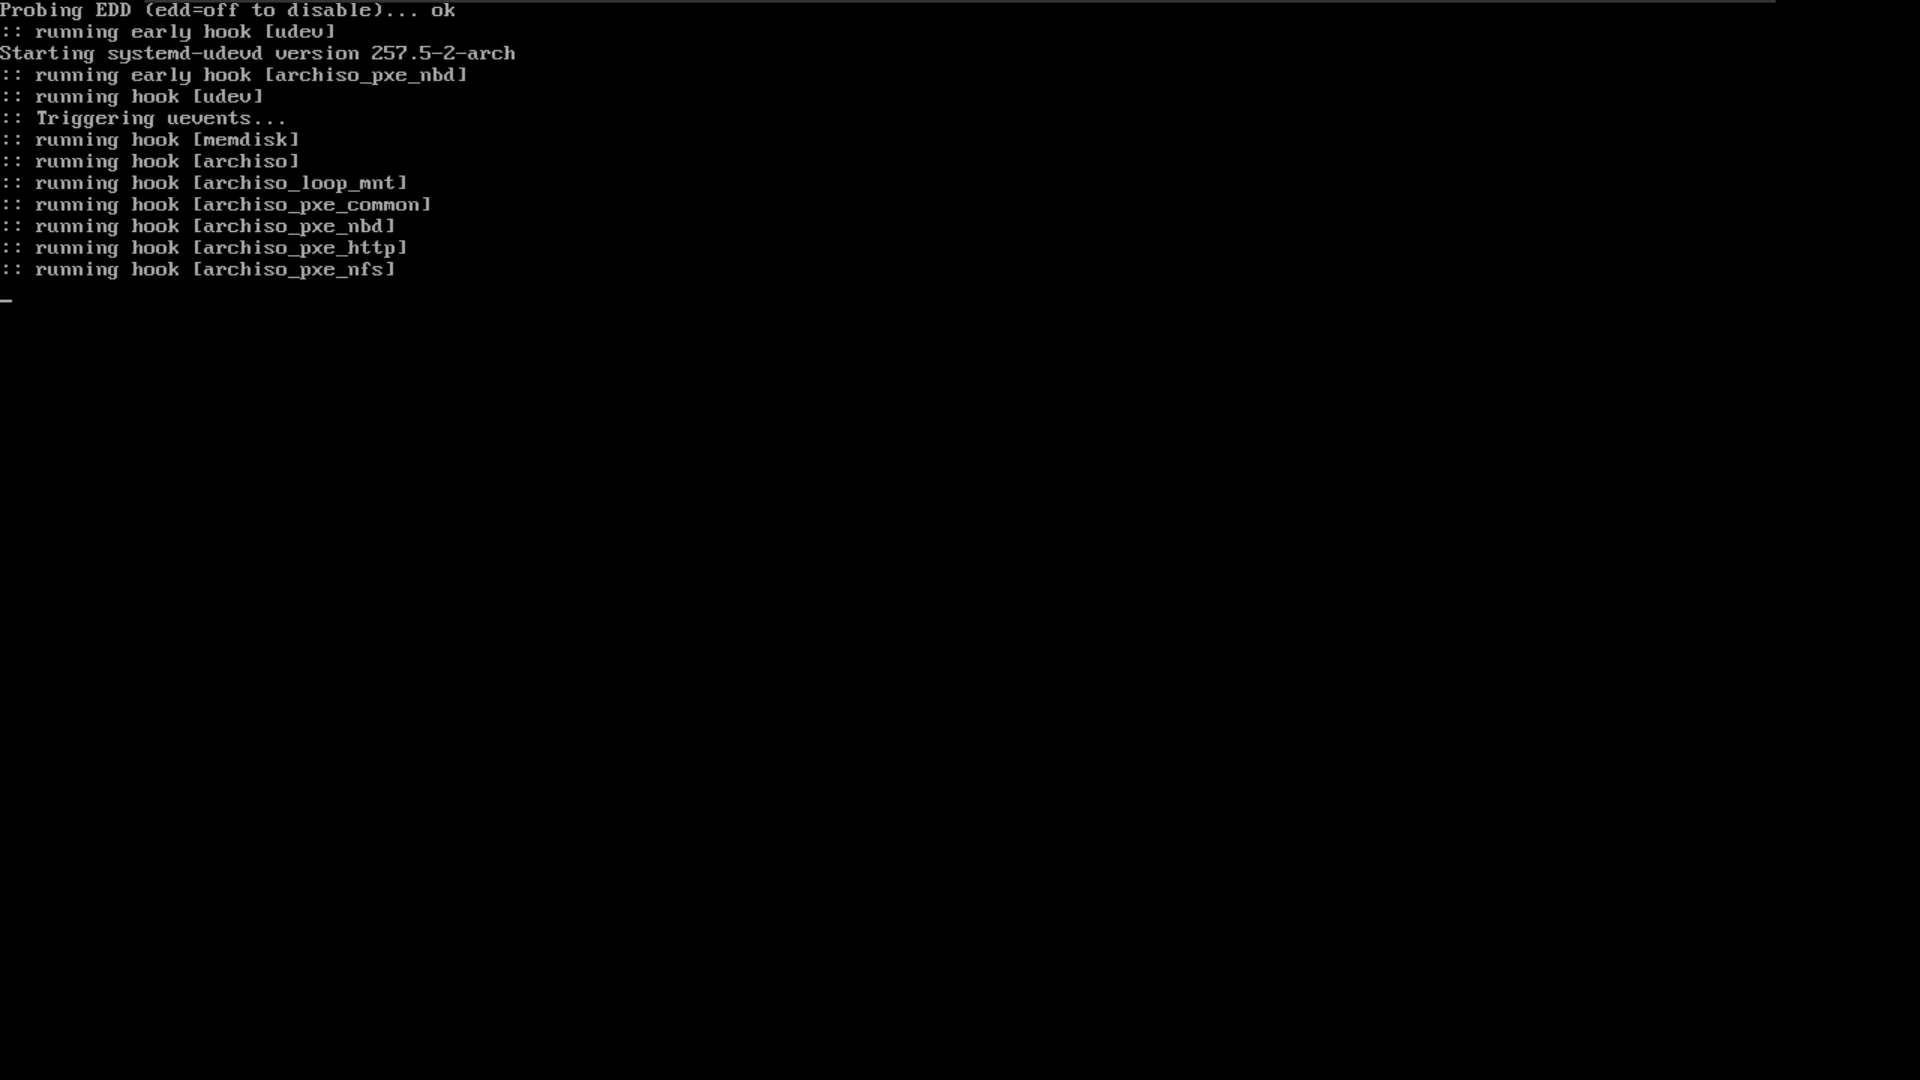 Probing EDD (edd=off to disable)... ok
:: running early hook [udev]
Starting systemd-udevd version 257.5-2-arch
:: running early hook [archiso_pxe_nbd]
:: running hook [udev]
:: Triggering uevents...
:: running hook [memdisk]
:: running hook [archiso]
:: running hook [archiso_loop_mnt]
:: running hook [archiso_pxe_common]
:: running hook [archiso_pxe_nbd]
:: running hook [archiso_pxe_http]
:: running hook [archiso_pxe_nfs]